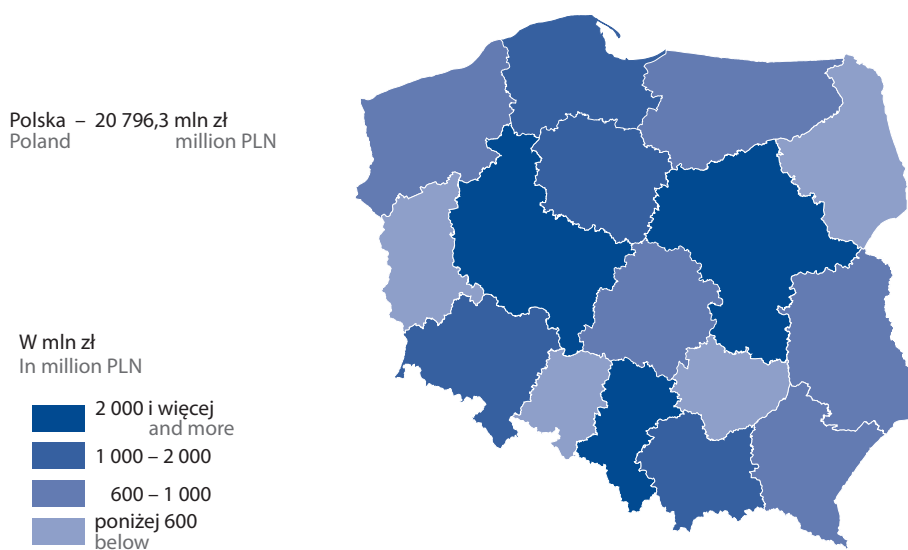 Polska – 20 796,3 mln zł
Poland million PLN
W mln zł
In million PLN
2 000 i więcej
and more
1 000 – 2 000
600 – 1 000
poniżej 600
below